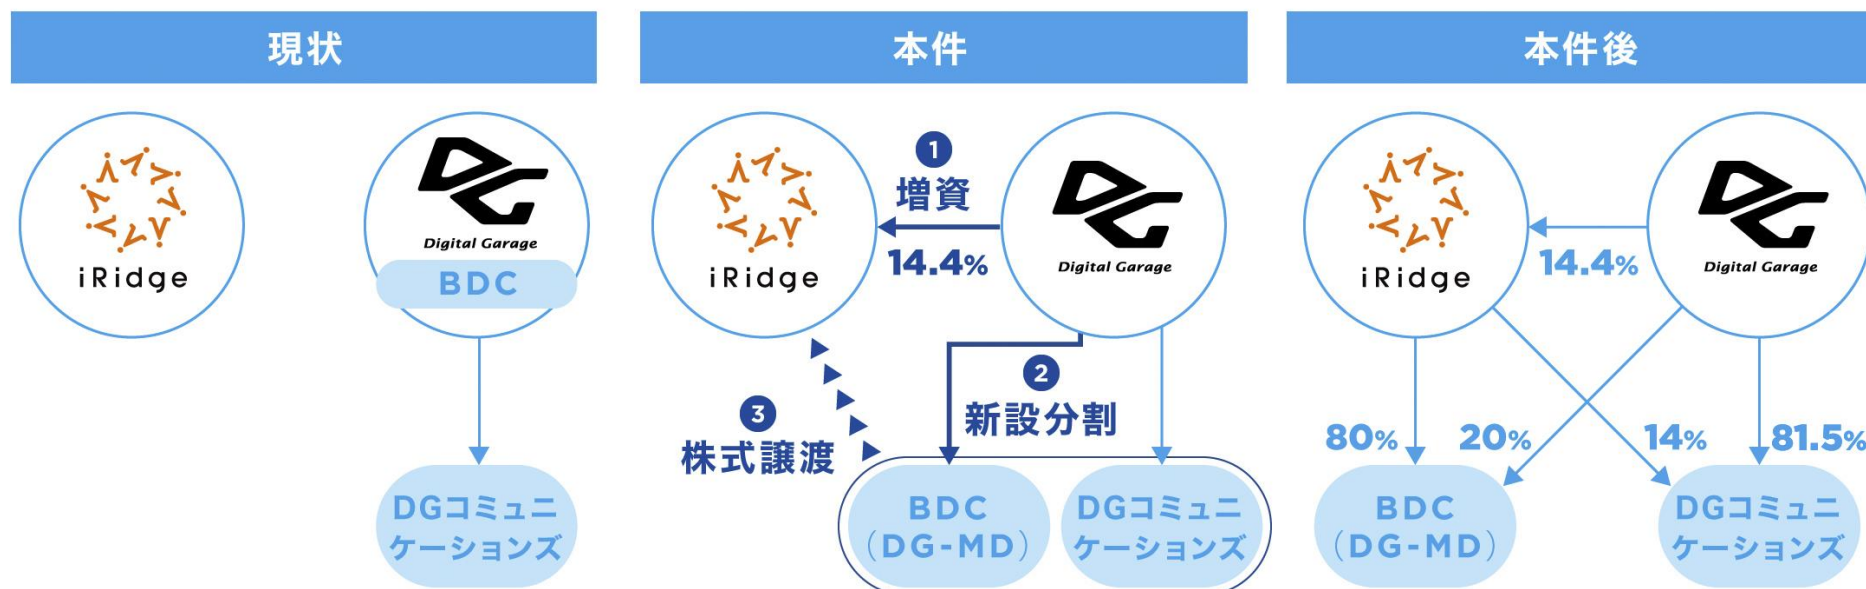 現状
iRidge
Digital Garage
BDC
DGコミュニ
ケーションズ
本件
iRidge
1
増資
14.4%
Digital Garage
2
新設分割
3
株式譲渡
BDC
（DG-MD）
DGコミュニ
ケーションズ
本件後
iRidge
14.4%
Digital Garage
80%
20%
14%
81.5%
BDC
（DG-MD）
DGコミュニ
ケーションズ